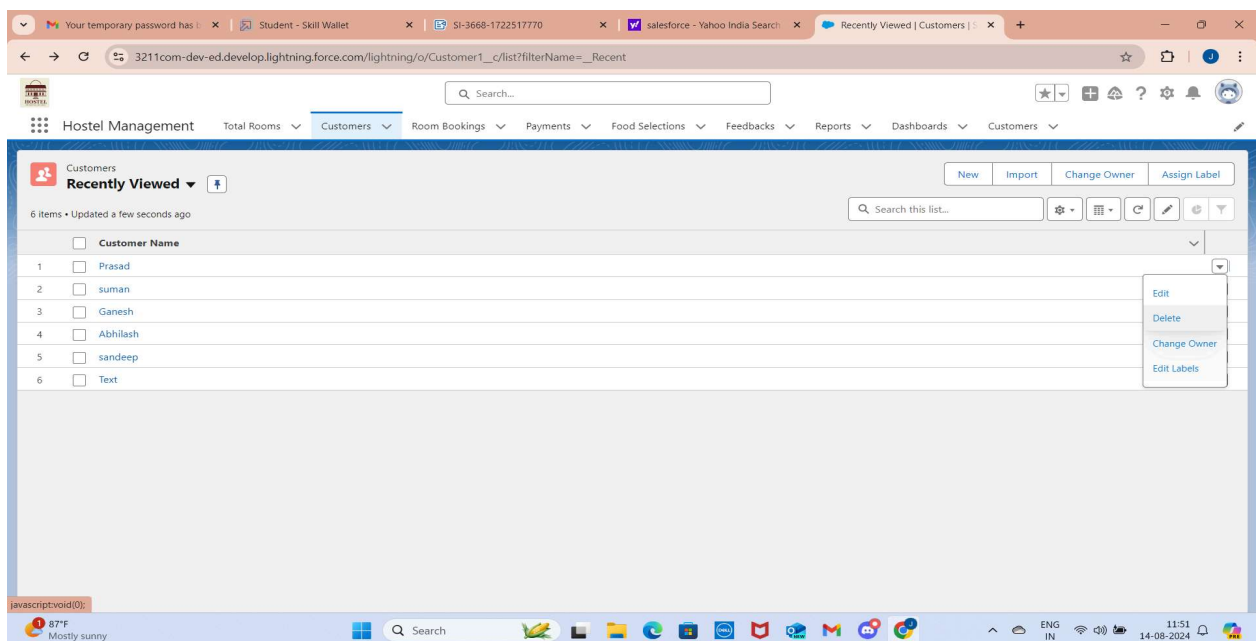 Your temporary password has b
Student - Skill Wallet
SI-3668-1722517770
salesforce - Yahoo India Search
Recently Viewed | Customers | S
3211com-dev-ed.develop.lightning.force.com/lightning/o/Customer1__c/list?filterName=__Recent
J
HOSTEL
Search...
Hostel Management Total Rooms Customers Room Bookings Payments Food Selections Feedbacks Reports Dashboards Customers
Customers
Recently Viewed
New Import Change Owner Assign Label
6 items • Updated a few seconds ago
Search this list...
Customer Name
1 Prasad
2 suman
3 Ganesh
4 Abhilash
5 sandeep
6 Text
Edit
Delete
Change Owner
Edit Labels
javascript:void(0);
1
87°F
Mostly sunny
Search
DELL
NEW
ENG
IN
11:51
14-08-2024
PRE